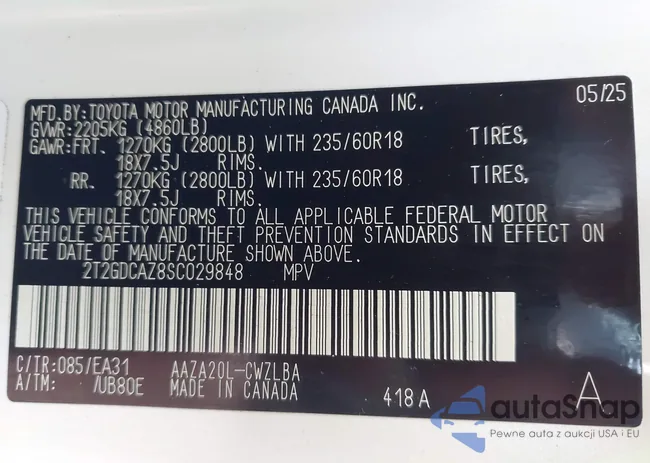 MFD.BY:TOYOTA MOTOR MANUFACTURING CANADA INC. 05/25
GVWR:2205KG (4860LB)
GAWR:FRT. 1270KG (2800LB) WITH 235/60R18 TIRES,
18X7.5J RIMS.
RR. 1270KG (2800LB) WITH 235/60R18 TIRES,
18X7.5J RIMS.
THIS VEHICLE CONFORMS TO ALL APPLICABLE FEDERAL MOTOR
VEHICLE SAFETY AND THEFT PREVENTION STANDARDS IN EFFECT ON
THE DATE OF MANUFACTURE SHOWN ABOVE.
2T2GDCAZ8SC029848 MPV
C/TR:085/EA31 AAZA20L-CWZLBA
A/TM: /UB80E MADE IN CANADA 418A A
autoSnap
Pewne auta z aukcji USA i EU